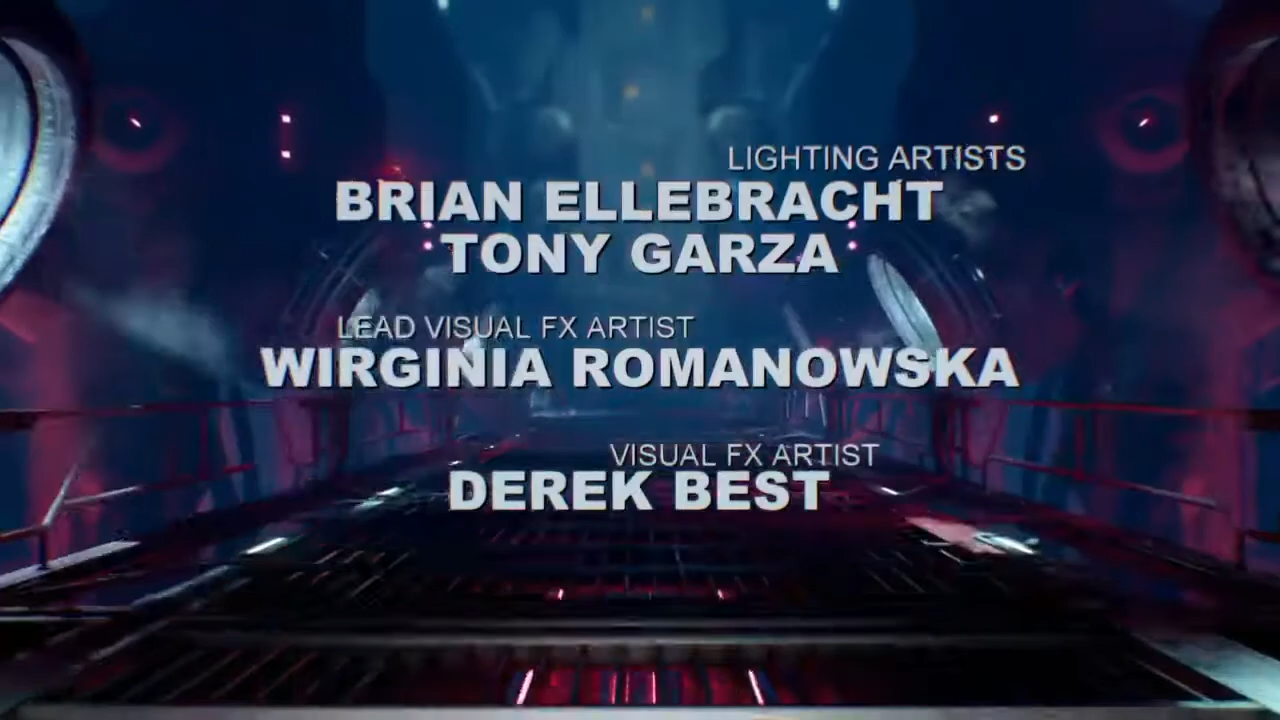 LIGHTING ARTISTS
BRIAN ELLEBRACHT
TONY GARZA
LEAD VISUAL FX ARTIST
WIRGINIA ROMANOWSKA
VISUAL FX ARTIST
DEREK BEST